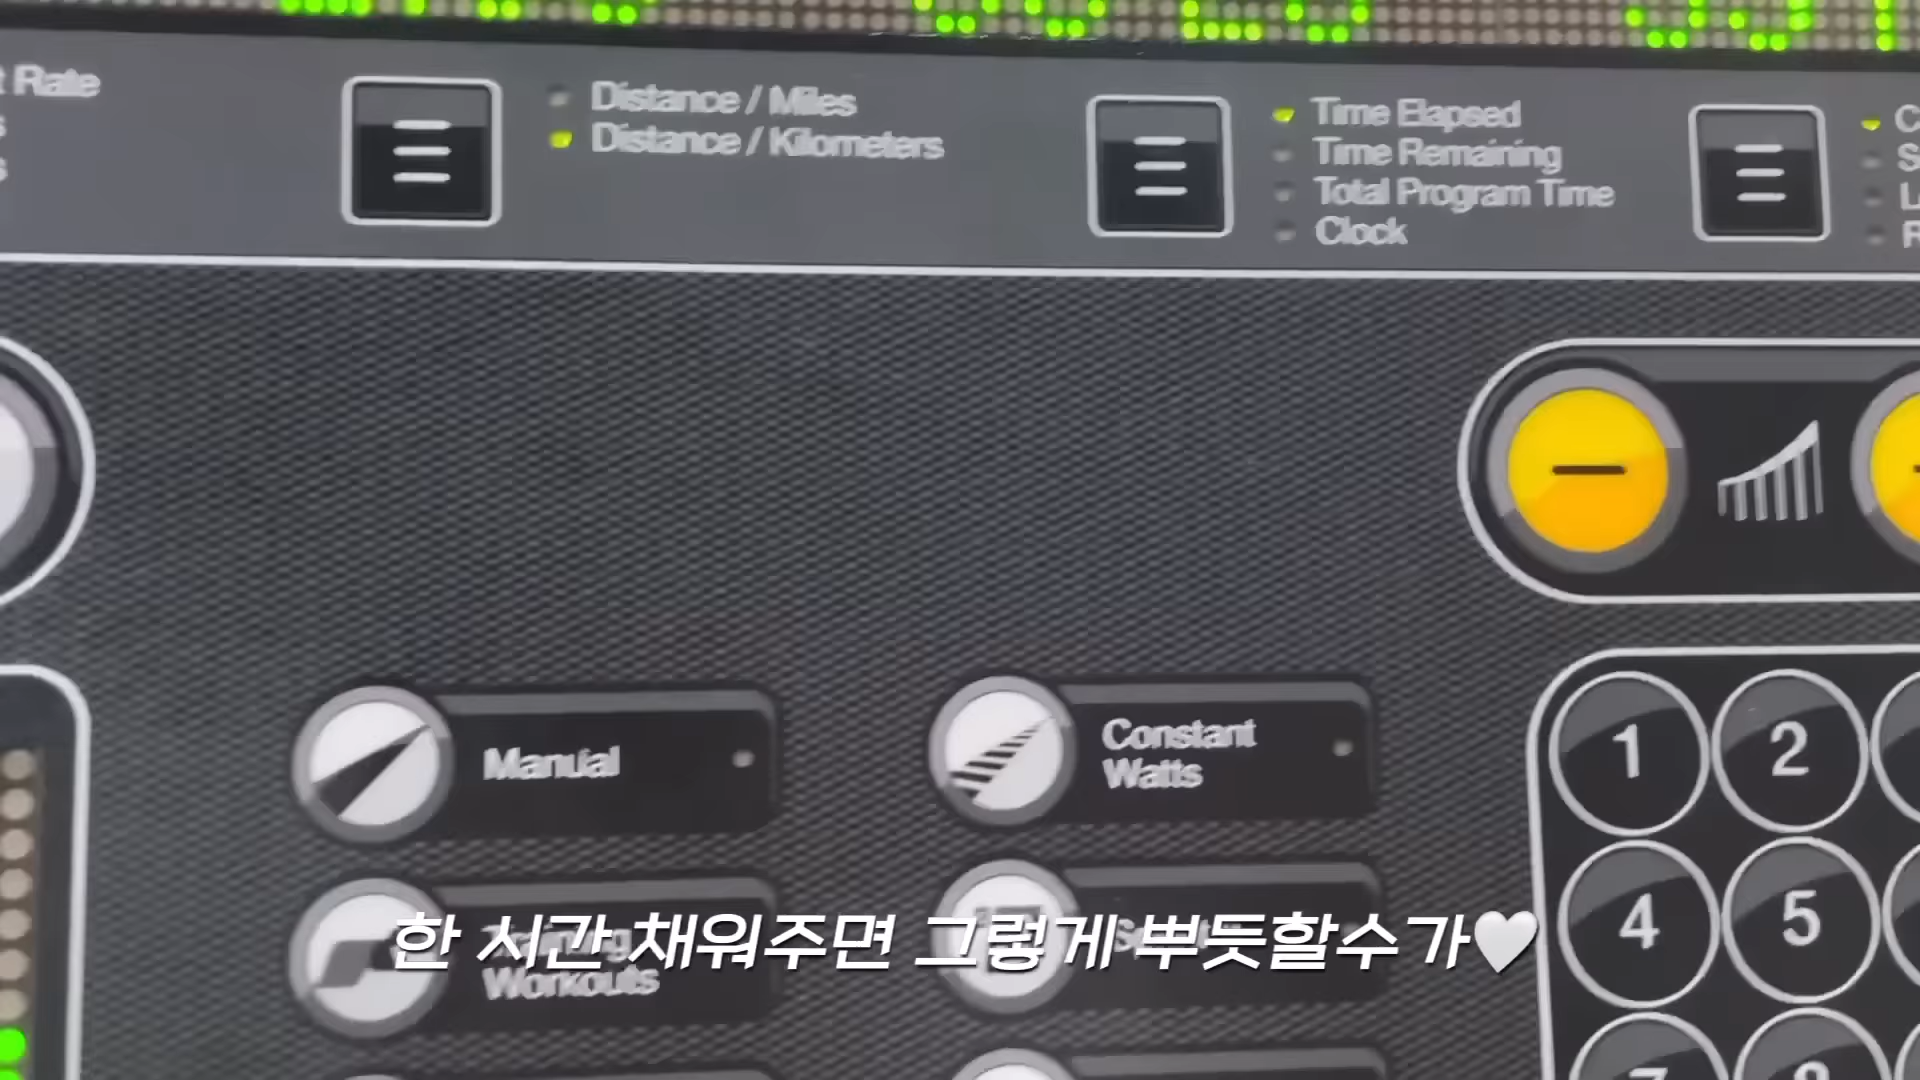 t Rate
Distance / Miles
Distance / Kilometers
Time Elapsed
Time Remaining
Total Program Time
Clock
Manual
Constant
Watts
1
2
4
5
Training
Workouts
한 시간 채워주면 그렇게 뿌듯할수가🤍